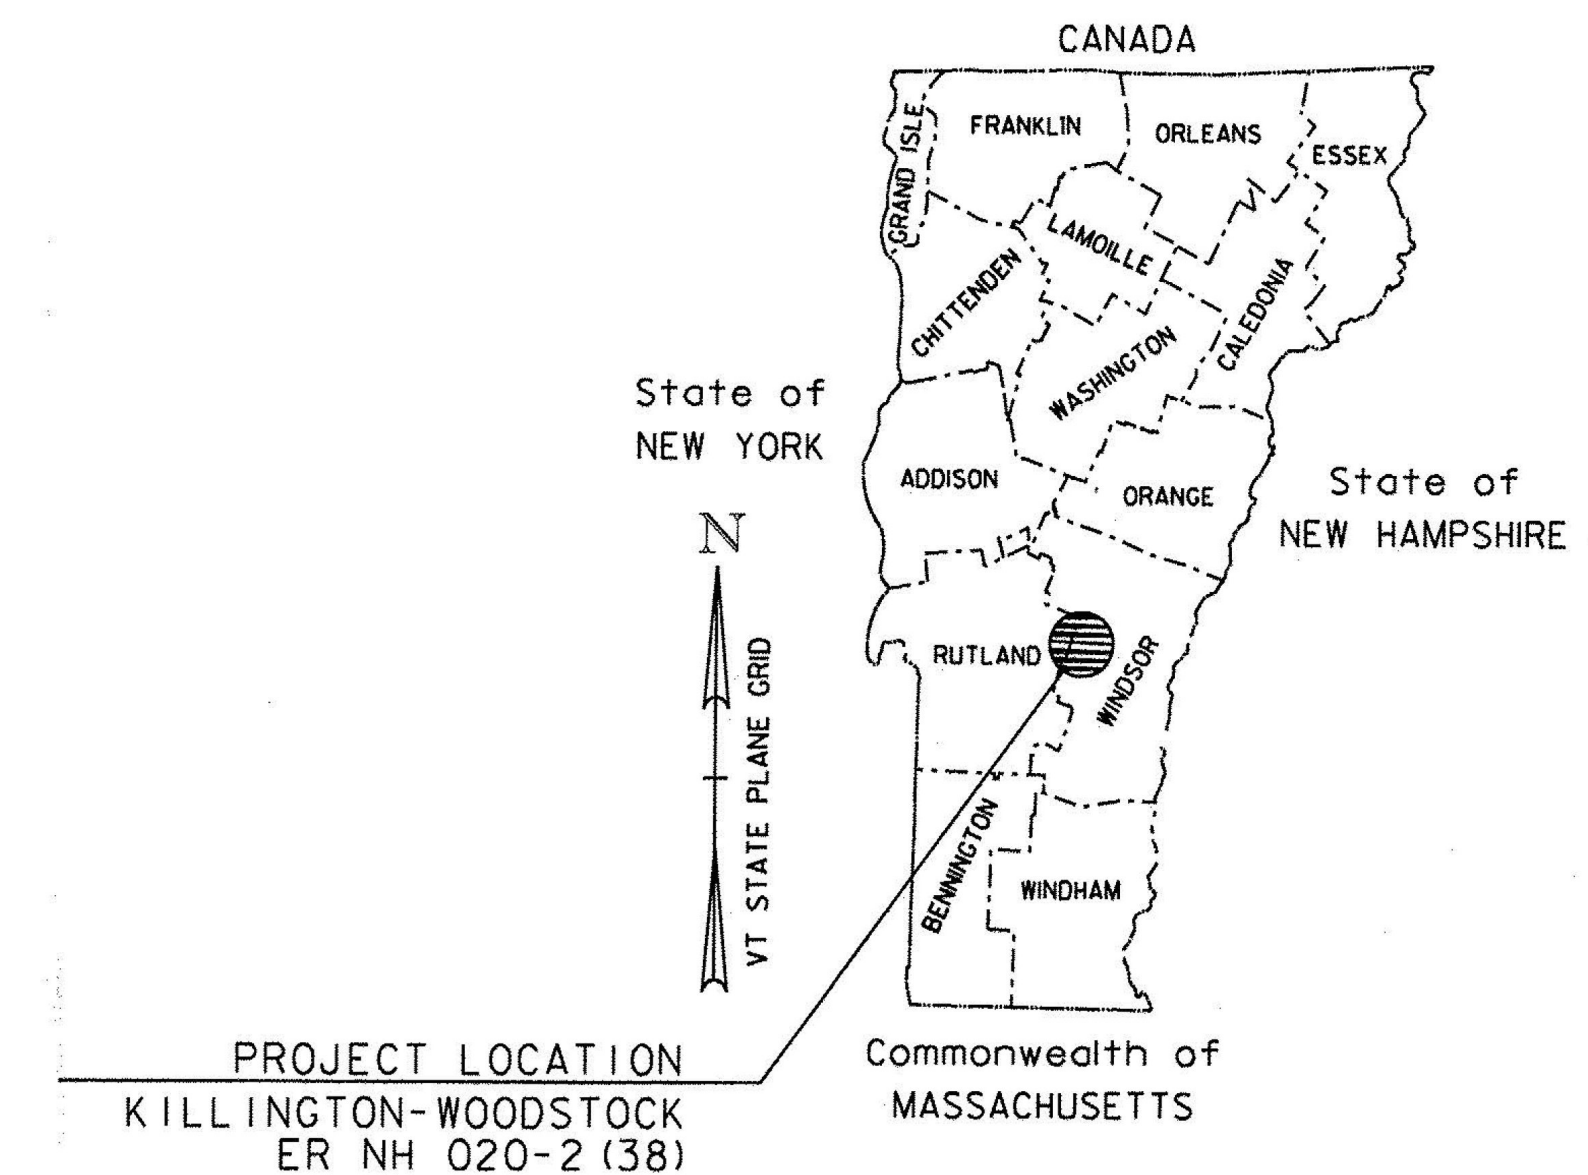 CANADA
GRAND ISLE
FRANKLIN
ORLEANS
ESSEX
LAMOILLE
CHITTENDEN
CALEDONIA
WASHINGTON
State of
NEW YORK
ADDISON
ORANGE
State of
NEW HAMPSHIRE
N
VT STATE PLANE GRID
RUTLAND
WINDSOR
BENNINGTON
WINDHAM
PROJECT LOCATION
KILLINGTON-WOODSTOCK
ER NH 020-2 (38)
Commonwealth of
MASSACHUSETTS